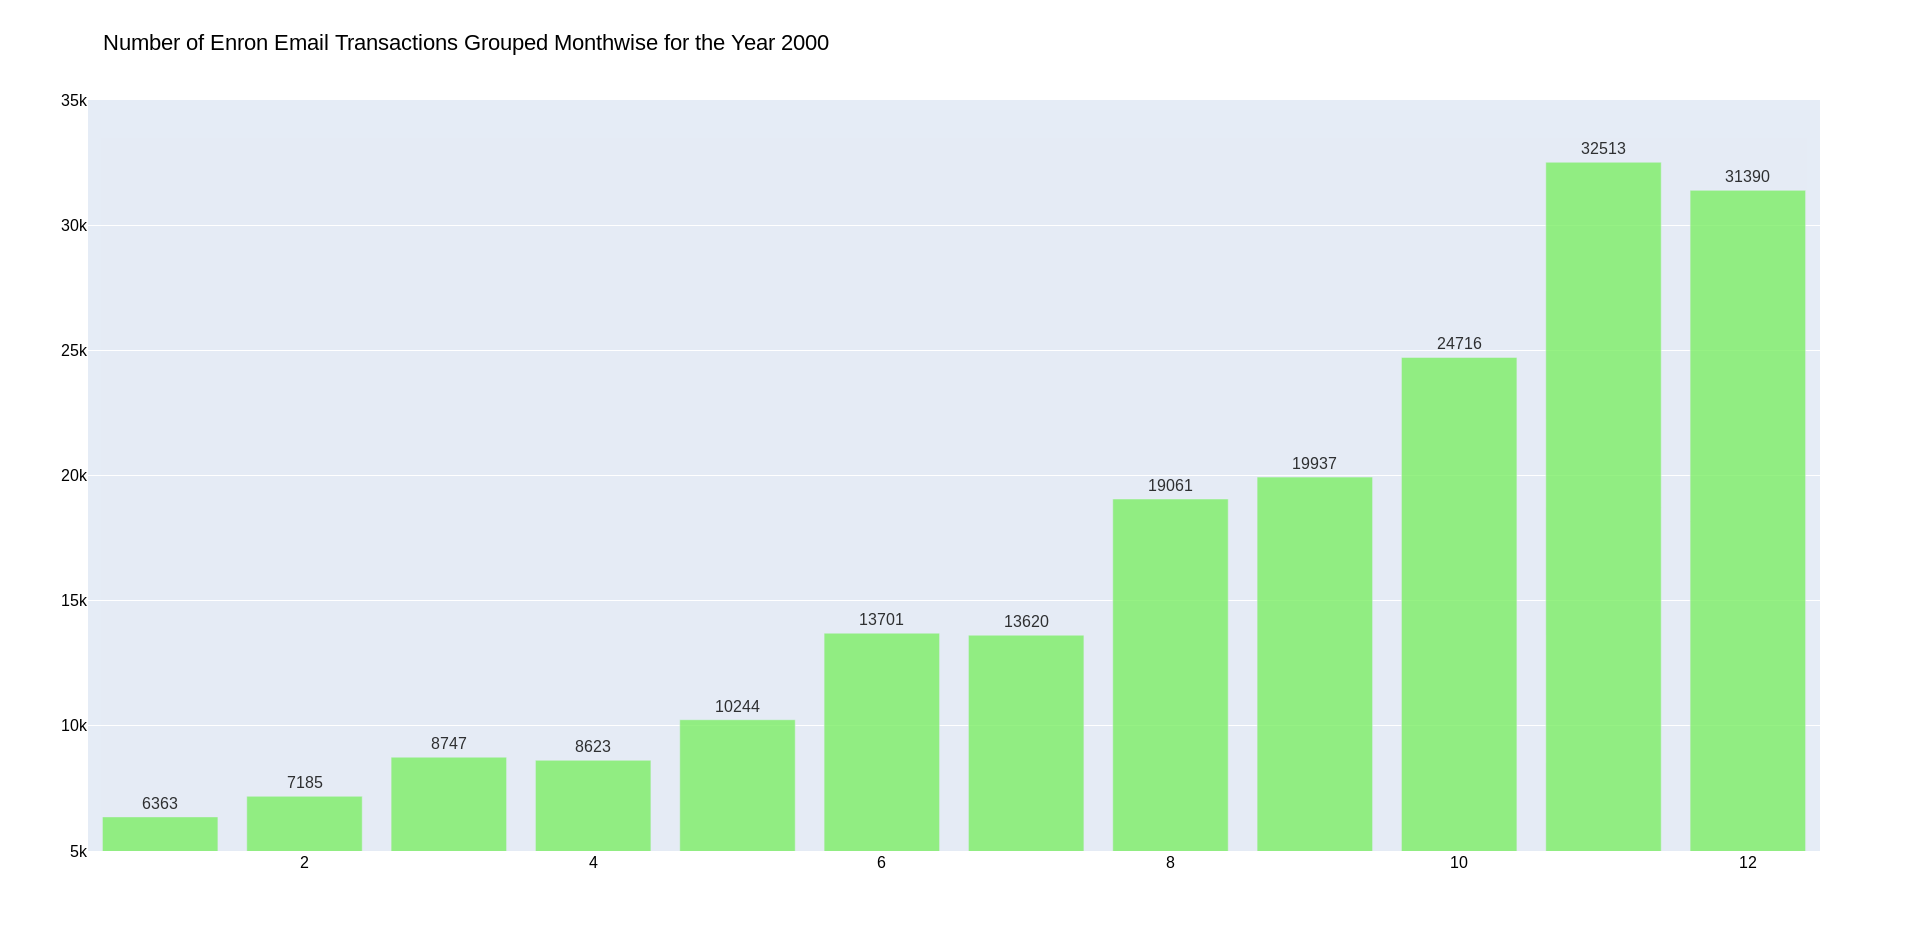 Number of Enron Email Transactions Grouped Monthwise for the Year 2000
35k
30k
25k
20k
15k
10k
5k
6363
7185
8747
8623
10244
13701
13620
19061
19937
24716
32513
31390
2
4
6
8
10
12